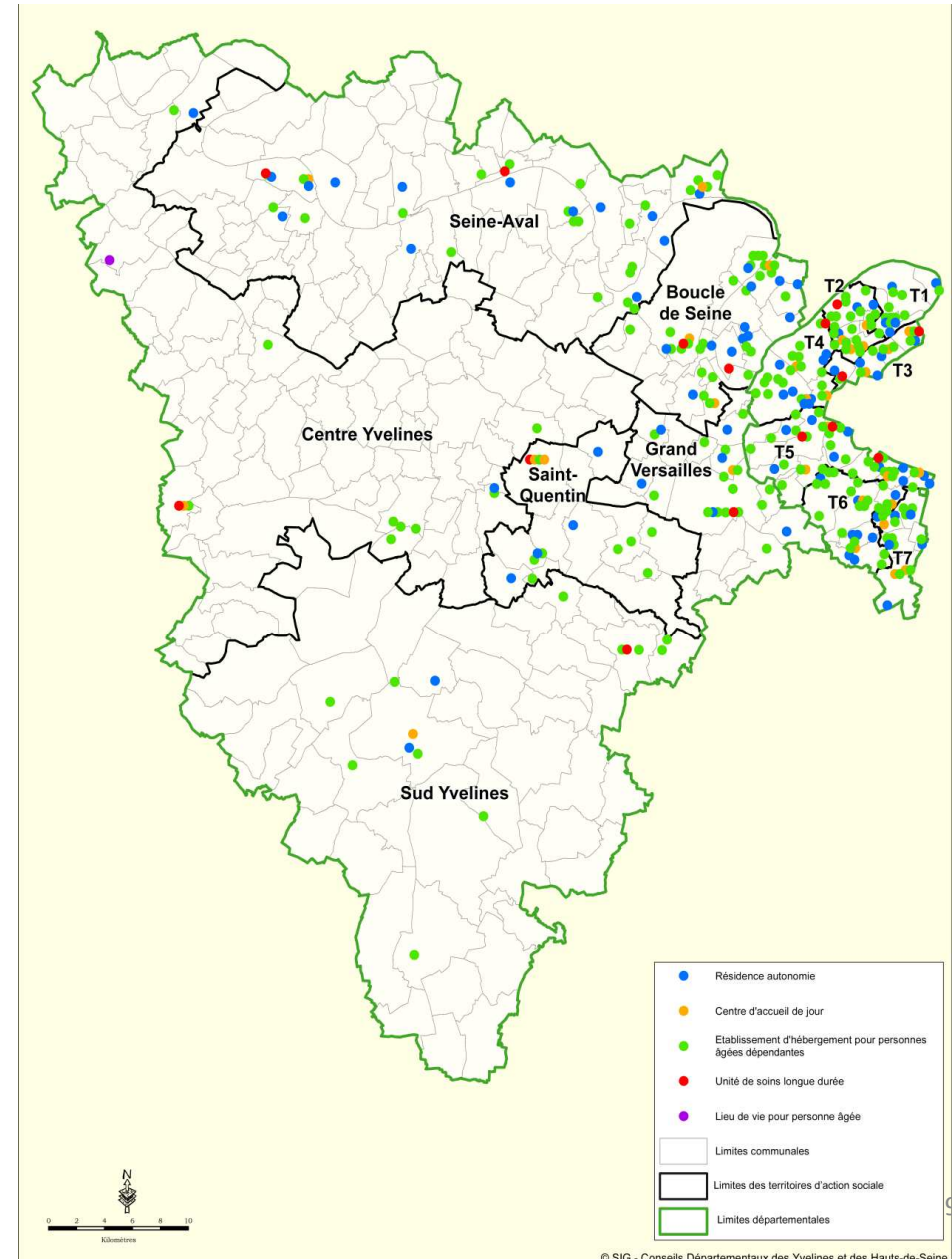 Seine-Aval
Boucle
de Seine
T2
T1
T4
T3
Centre Yvelines
Saint-
Quentin
Grand
Versailles
T5
T6
T7
Sud Yvelines
Résidence autonomie
Centre d'accueil de jour
Etablissement d'hébergement pour personnes
âgées dépendantes
Unité de soins longue durée
Lieu de vie pour personne âgée
Limites communales
Limites des territoires d'action sociale
Limites départementales
N
0 2 4 6 8 10
Kilomètres
9
© SIG - Conseils Départementaux des Yvelines et des Hauts-de-Seine